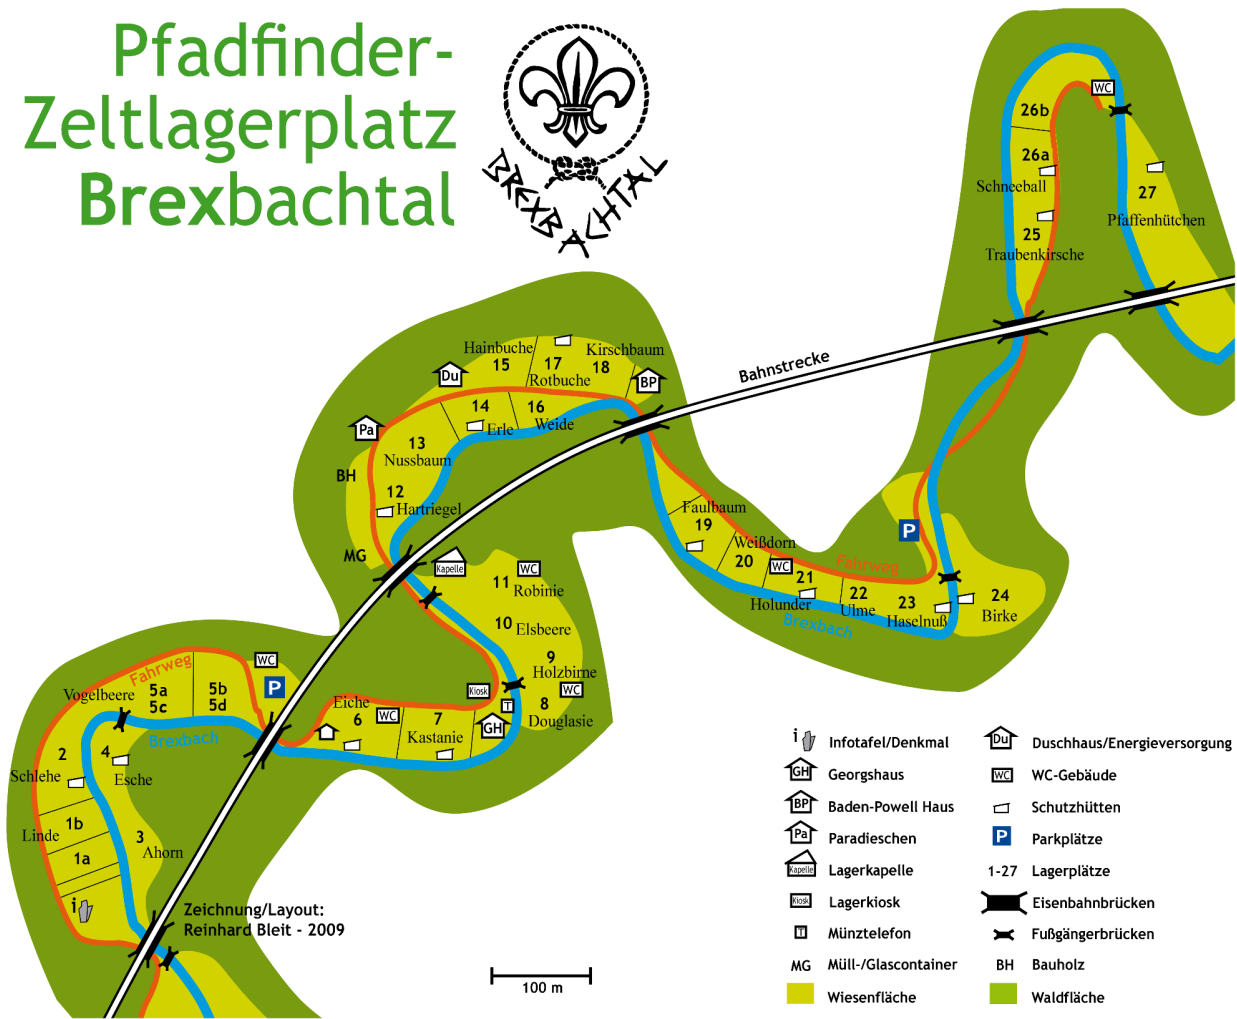 Pfadfinder-
Zeltlagerplatz
Brexbachtal
BREXBACHTAL
WC
26b
26a
Schneeball
27
Pfaffenhütchen
25
Traubenkirsche
Bahnstrecke
Hainbuche
15
17
Rotbuche
Kirschbaum
18
Du
BP
14
Erle
16
Weide
Pa
13
Nussbaum
BH
12
Hartriegel
MG
Kapelle
11
WC
Robinie
10
Elsbeere
9
Holzbirne
WC
8
Douglasie
Kiosk
T
GH
Faulbaum
19
Weißdorn
20
WC
21
Holunder
Fahrweg
22
Ulme
23
Haselnuß
Brexbach
P
24
Birke
WC
P
Fahrweg
Vogelbeere
5a
5c
5b
5d
Brexbach
Eiche
6
WC
7
Kastanie
2
Schlehe
4
Esche
1b
Linde
1a
3
Ahorn
i
Zeichnung/Layout:
Reinhard Bleit - 2009
100 m
i Infotafel/Denkmal
GH Georgshaus
BP Baden-Powell Haus
Pa Paradieschen
Kapelle Lagerkapelle
Kiosk Lagerkiosk
T Münztelefon
MG Müll-/Glascontainer
Wiesenfläche
Du Duschhaus/Energieversorgung
WC WC-Gebäude
Schutzhütten
P Parkplätze
1-27 Lagerplätze
Eisenbahnbrücken
Fußgängerbrücken
BH Bauholz
Waldfläche